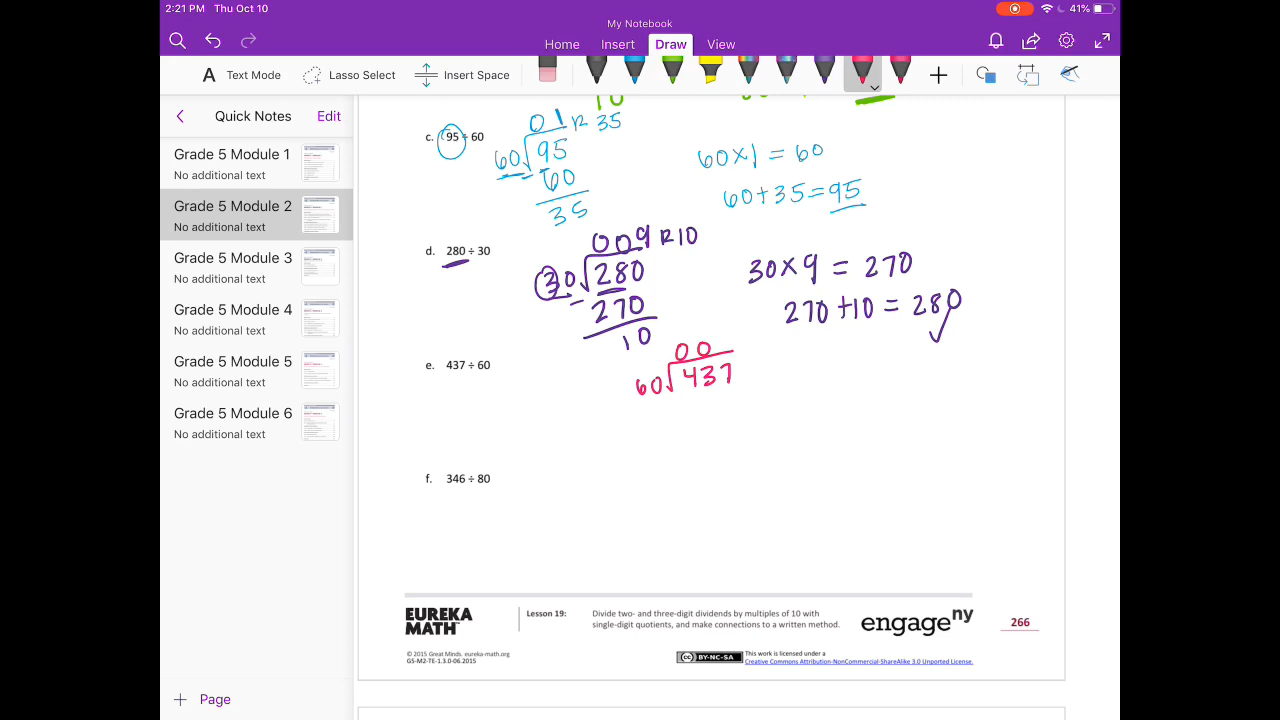 2:21 PM Thu Oct 10
My Notebook
41%
Home Insert Draw View
A Text Mode Lasso Select Insert Space
Quick Notes Edit
Grade 5 Module 1
No additional text
Grade 5 Module 2
No additional text
Grade 5 Module 3
No additional text
Grade 5 Module 4
No additional text
Grade 5 Module 5
No additional text
Grade 5 Module 6
No additional text
+ Page
10
c. 95 ÷ 60
01 R 35
60 95
60
35
60×1 = 60
60+35=95
d. 280 ÷ 30
009 R10
30 280
270
10
30×9 = 270
270+10 = 280
e. 437 ÷ 60
00
60 437
f. 346 ÷ 80
EUREKA
MATH™
Lesson 19:
Divide two- and three-digit dividends by multiples of 10 with
single-digit quotients, and make connections to a written method.
engageny
266
© 2015 Great Minds. eureka-math.org
G5-M2-TE-1.3.0-06.2015
CC BY-NC-SA
This work is licensed under a
Creative Commons Attribution-NonCommercial-ShareAlike 3.0 Unported License.